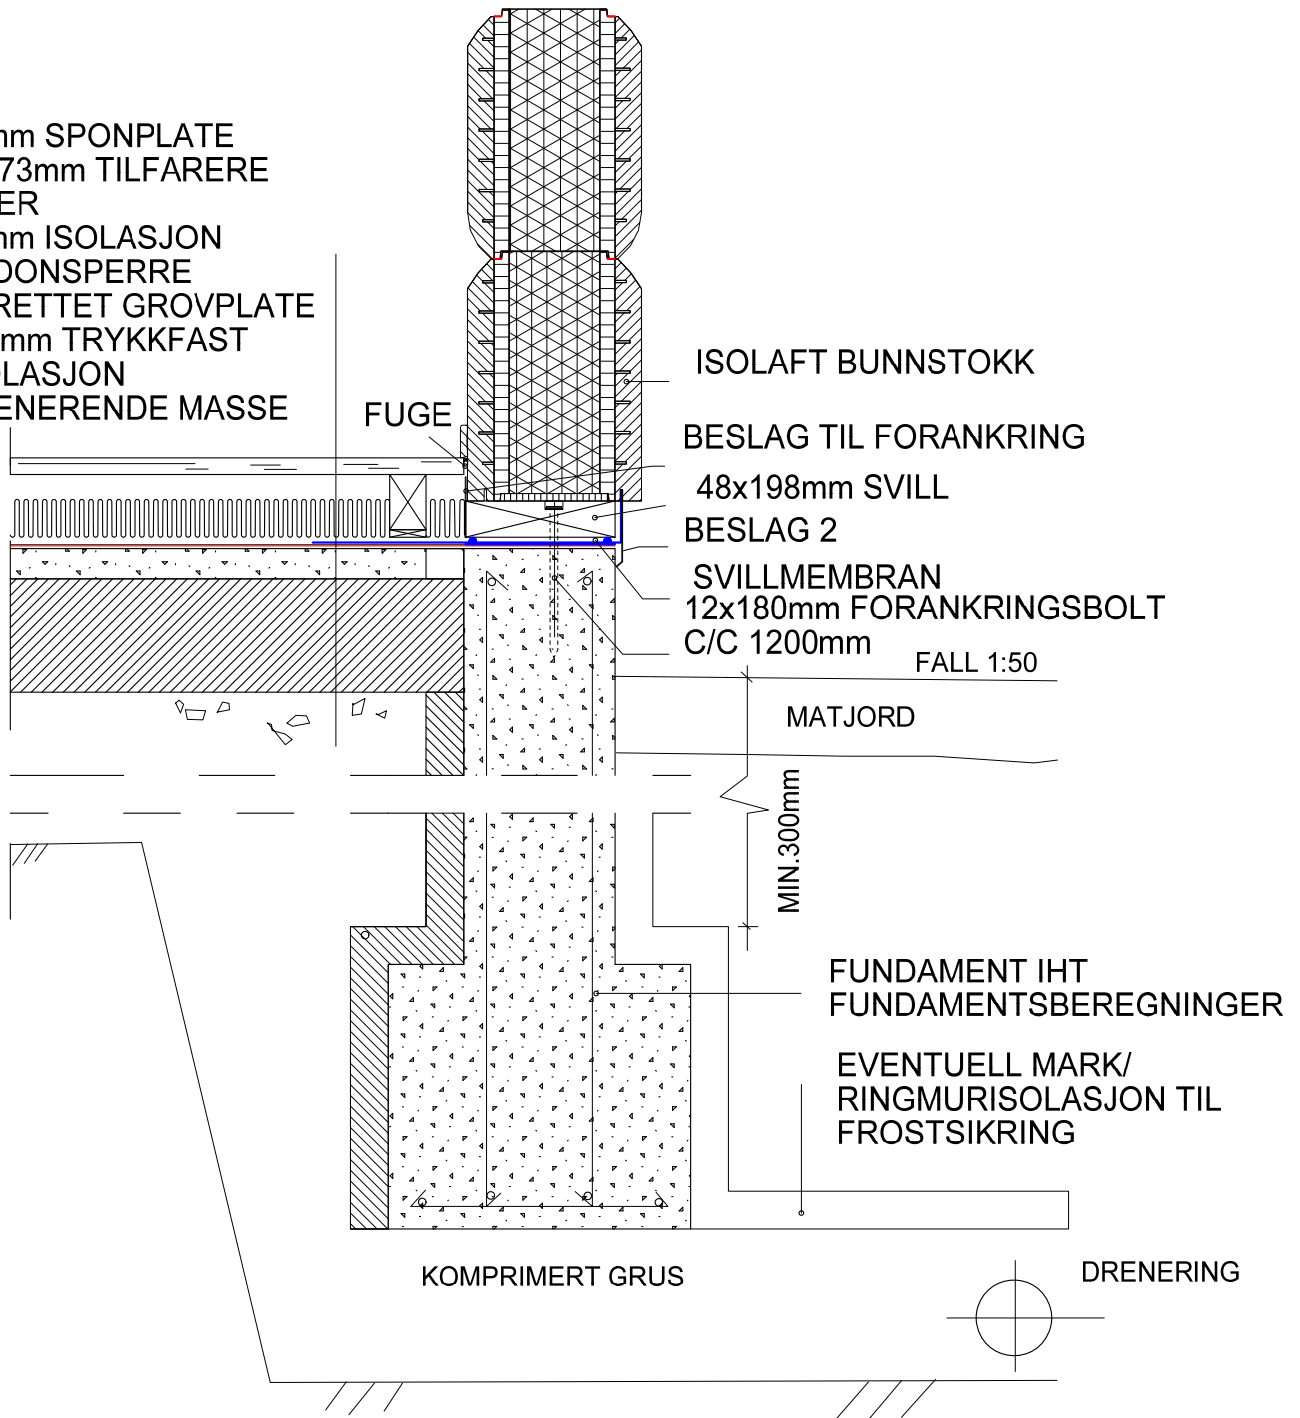 mm SPONPLATE
73mm TILFARERE
ER
mm ISOLASJON
DONSPERRE
RETTET GROVPLATE
mm TRYKKFAST
OLASJON
ENERENDE MASSE
FUGE
ISOLAFT BUNNSTOKK
BESLAG TIL FORANKRING
48x198mm SVILL
BESLAG 2
SVILLMEMBRAN
12x180mm FORANKRINGSBOLT
C/C 1200mm
FALL 1:50
MATJORD
MIN.300mm
FUNDAMENT IHT
FUNDAMENTSBEREGNINGER
EVENTUELL MARK/
RINGMURISOLASJON TIL
FROSTSIKRING
KOMPRIMERT GRUS
DRENERING